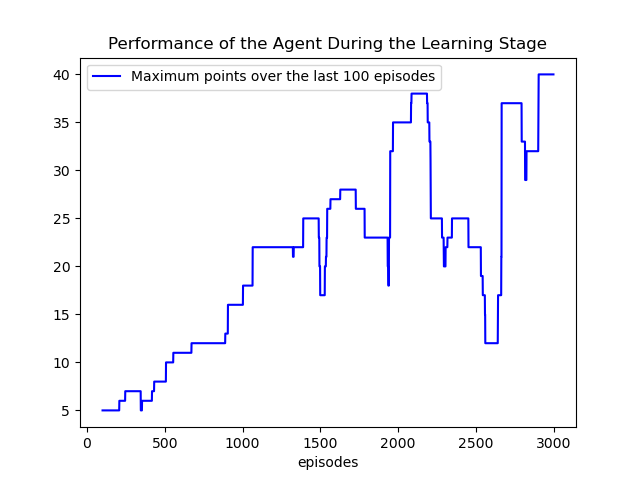 Performance of the Agent During the Learning Stage
Maximum points over the last 100 episodes
40
35
30
25
20
15
10
5
0 500 1000 1500 2000 2500 3000
episodes